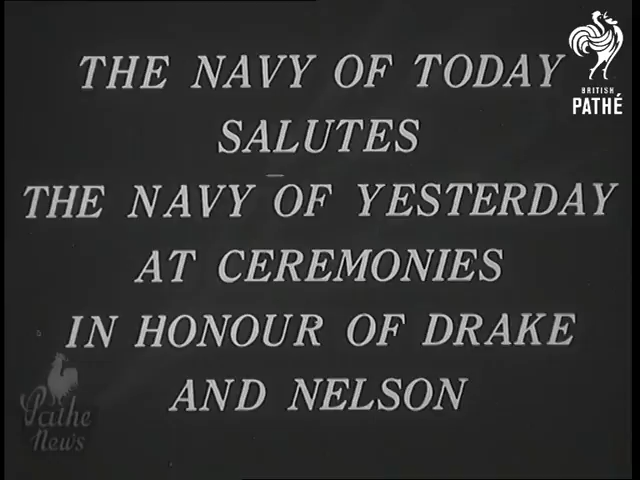 THE NAVY OF TODAY
SALUTES
THE NAVY OF YESTERDAY
AT CEREMONIES
IN HONOUR OF DRAKE
AND NELSON
BRITISH
PATHÉ
Pathe
News